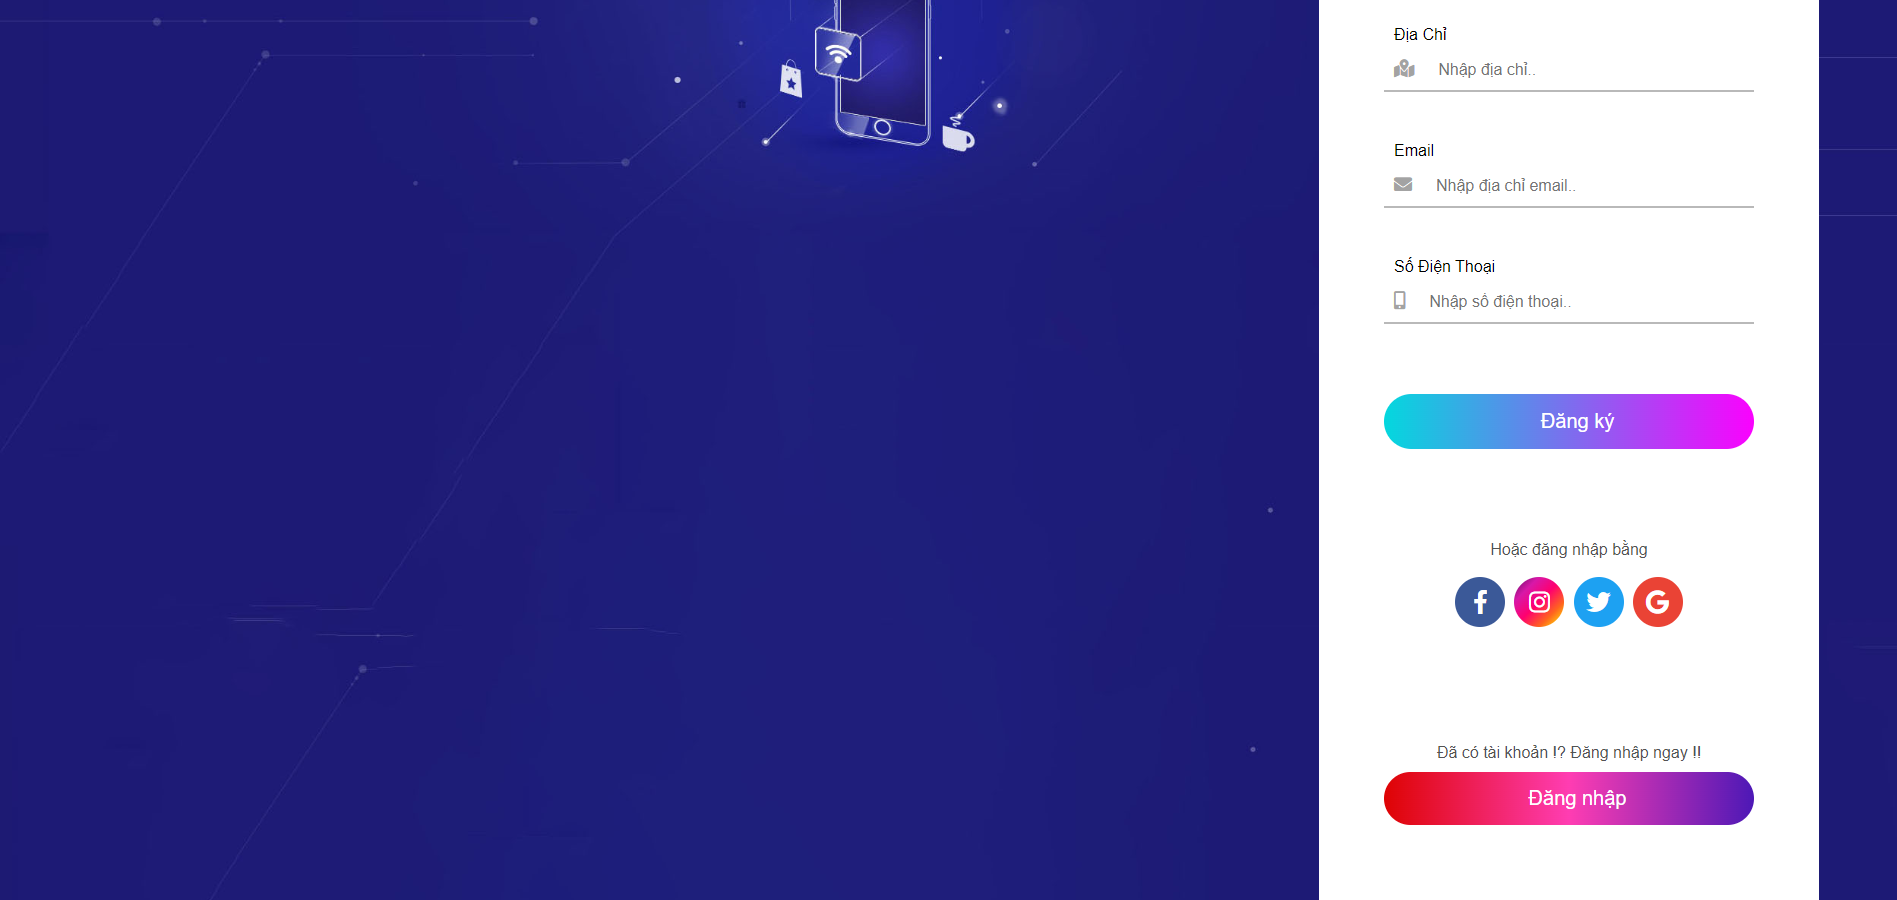 Địa Chỉ
Nhập địa chỉ..
Email
Nhập địa chỉ email..
Số Điện Thoại
Nhập số điện thoại..
Đăng ký
Hoặc đăng nhập bằng
Đã có tài khoản !? Đăng nhập ngay !!
Đăng nhập